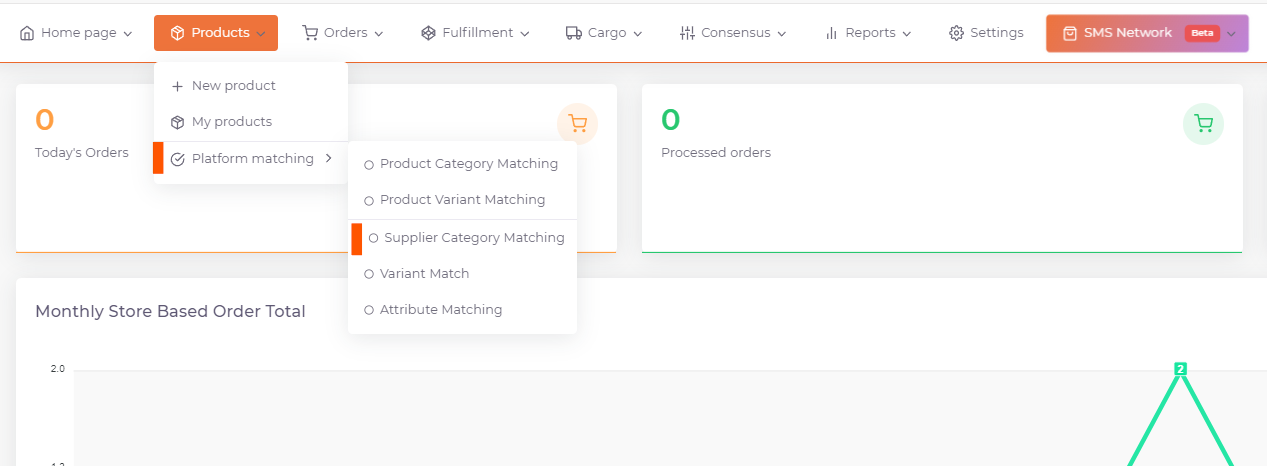 Home page
Products
Orders
Fulfillment
Cargo
Consensus
Reports
Settings
SMS Network Beta
New product
My products
Platform matching
Product Category Matching
Product Variant Matching
Supplier Category Matching
Variant Match
Attribute Matching
0
Today's Orders
0
Processed orders
Monthly Store Based Order Total
2.0
2